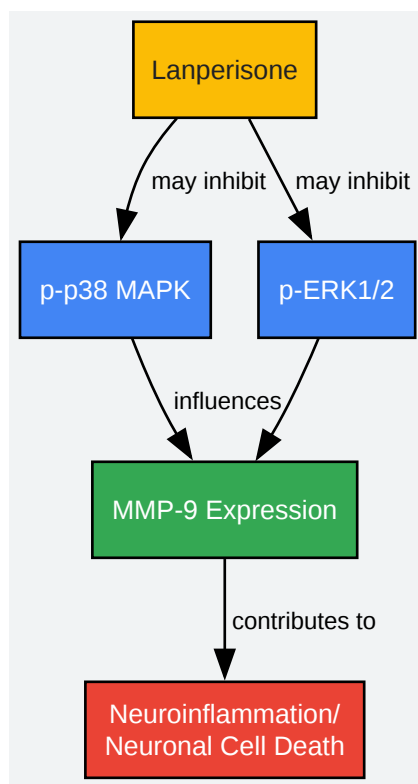 Lanperisone
may inhibit
may inhibit
p-p38 MAPK
p-ERK1/2
influences
MMP-9 Expression
contributes to
Neuroinflammation/
Neuronal Cell Death